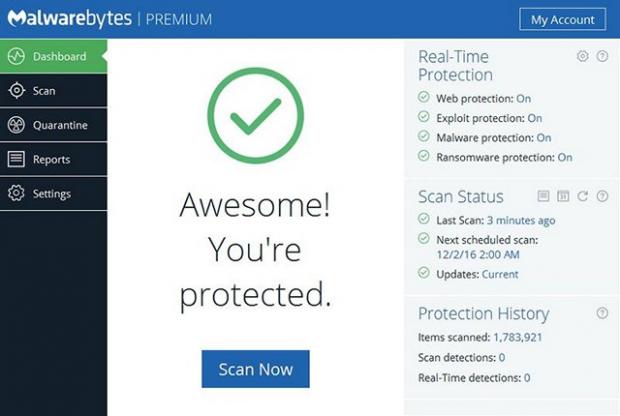 Malwarebytes | PREMIUM
My Account
Dashboard
Scan
Quarantine
Reports
Settings
Awesome!
You're
protected.
Scan Now
Real-Time
Protection
Web protection: On
Exploit protection: On
Malware protection: On
Ransomware protection: On
Scan Status
Last Scan: 3 minutes ago
Next scheduled scan:
12/2/16 2:00 AM
Updates: Current
Protection History
Items scanned: 1,783,921
Scan detections: 0
Real-Time detections: 0